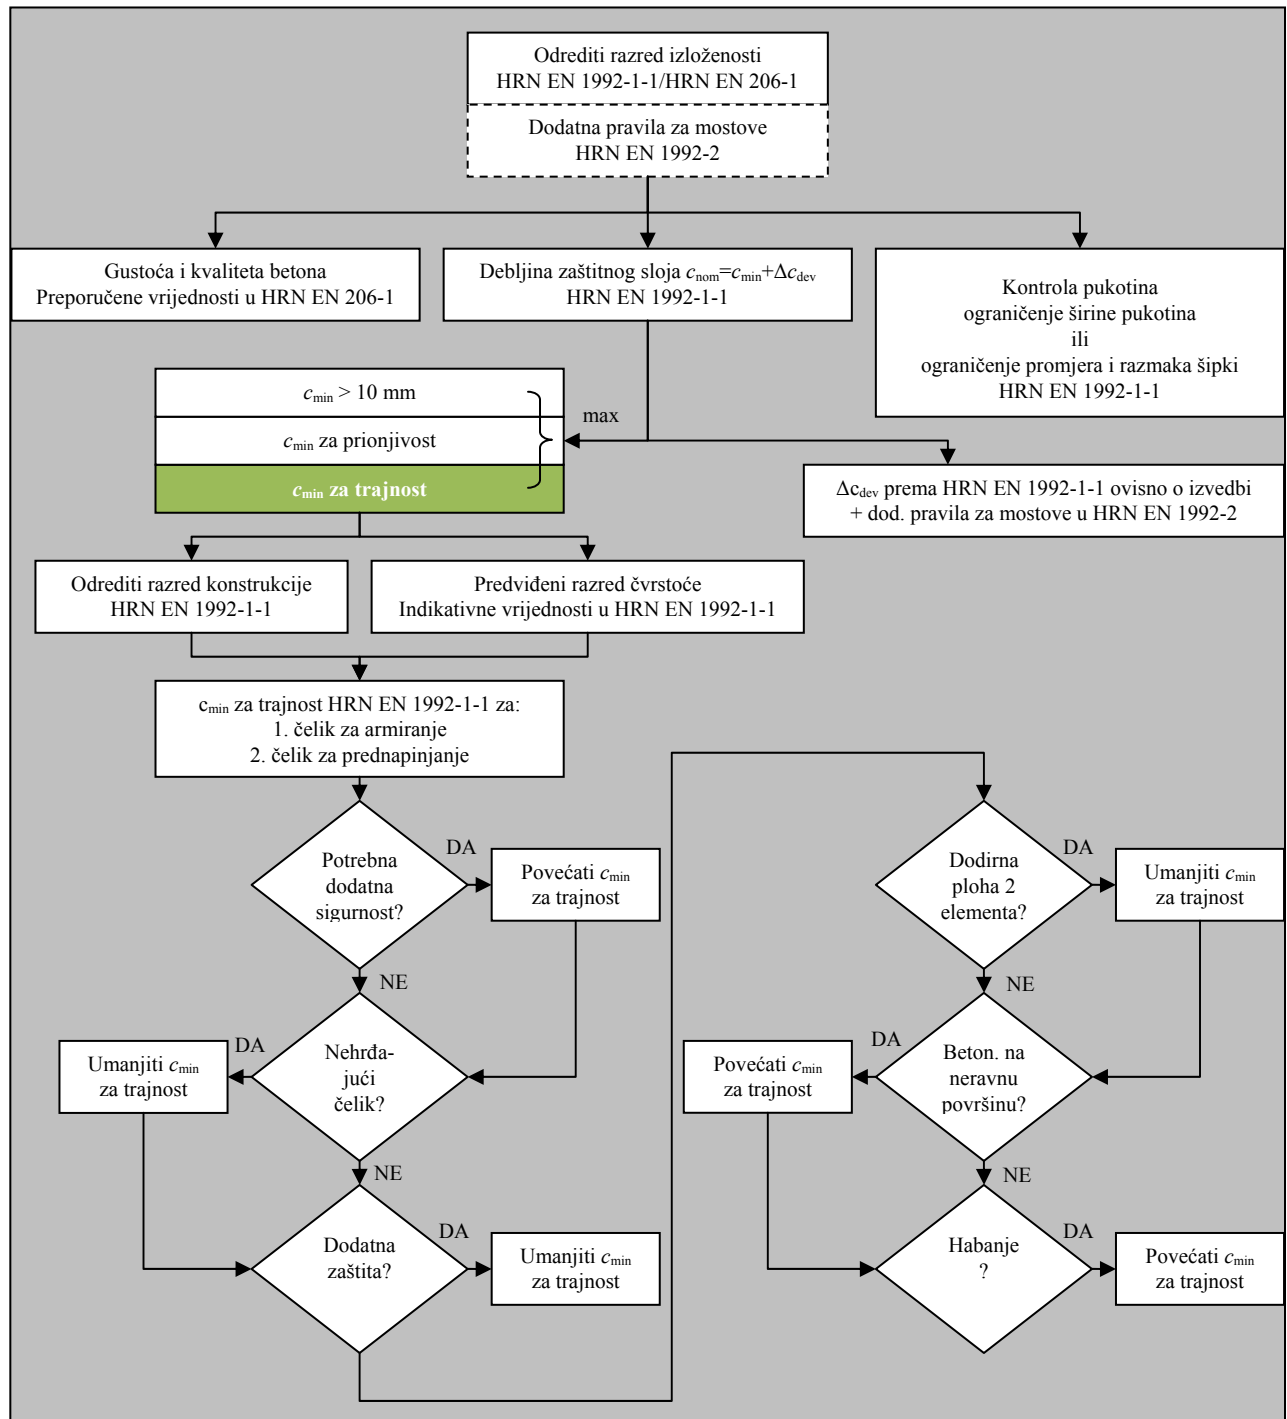 Odrediti razred izloženosti
HRN EN 1992-1-1/HRN EN 206-1
Dodatna pravila za mostove
HRN EN 1992-2
Gustoća i kvaliteta betona
Preporučene vrijednosti u HRN EN 206-1
Debljina zaštitnog sloja cnom=cmin+Δcdev
HRN EN 1992-1-1
Kontrola pukotina
ograničenje širine pukotina
ili
ograničenje promjera i razmaka šipki
HRN EN 1992-1-1
cmin > 10 mm
cmin za prionjivost
cmin za trajnost
max
Δcdev prema HRN EN 1992-1-1 ovisno o izvedbi
+ dod. pravila za mostove u HRN EN 1992-2
Odrediti razred konstrukcije
HRN EN 1992-1-1
Predviđeni razred čvrstoće
Indikativne vrijednosti u HRN EN 1992-1-1
cmin za trajnost HRN EN 1992-1-1 za:
1. čelik za armiranje
2. čelik za prednapinjanje
Potrebna
dodatna
sigurnost?
DA
Povećati cmin
za trajnost
NE
Nehrđa-
jući
čelik?
DA
Umanjiti cmin
za trajnost
NE
Dodatna
zaštita?
DA
Umanjiti cmin
za trajnost
Dodirna
ploha 2
elementa?
DA
Umanjiti cmin
za trajnost
NE
Beton. na
neravnu
površinu?
DA
Povećati cmin
za trajnost
NE
Habanje
?
DA
Povećati cmin
za trajnost